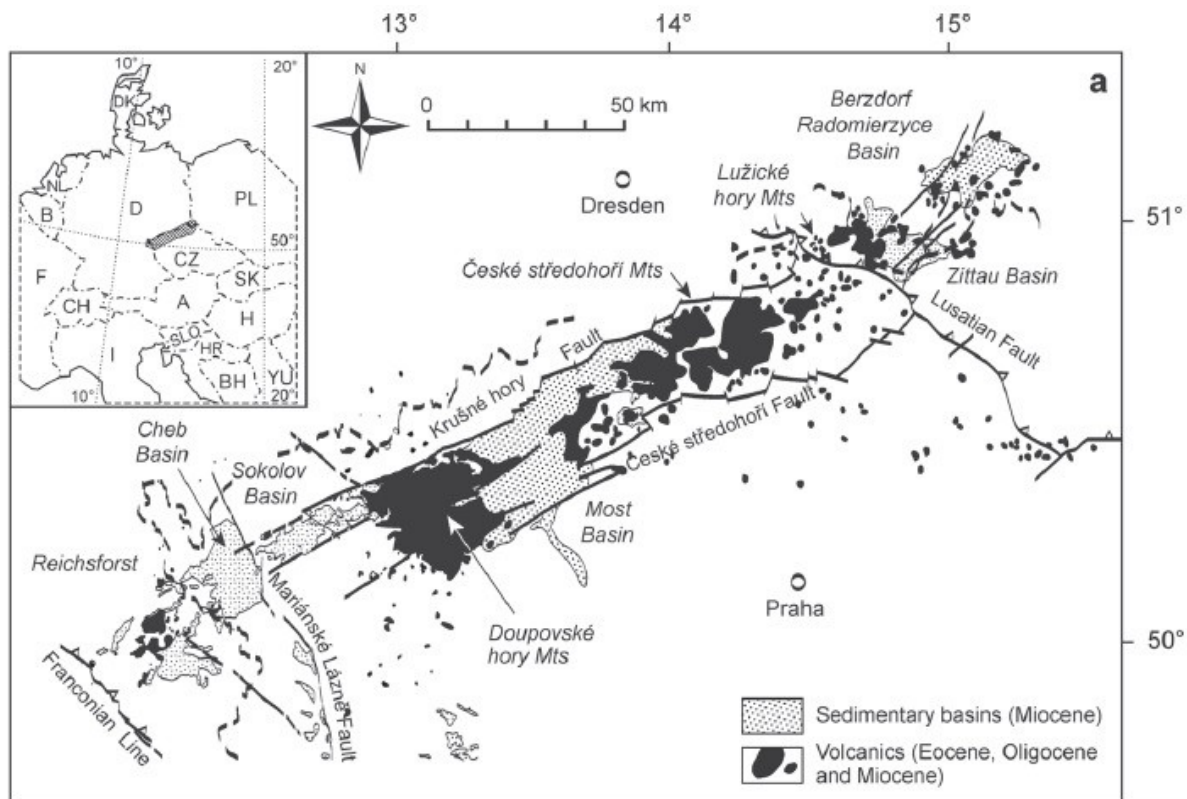 13°
14°
15°
a
10°
20°
DK
NL
B
D
PL
50°
CZ
F
SK
CH
A
H
SLO
HR
I
BH
YU
10°
20°
N
0
50 km
Dresden
Berzdorf
Radomierzyce
Basin
Lužické
hory Mts
51°
České středohoří Mts
Zittau Basin
Lusatian Fault
Krušné hory
Fault
České středohoří Fault
Cheb
Basin
Sokolov
Basin
Most
Basin
Reichsforst
Praha
Mariánské Lázně Fault
Doupovské
hory Mts
50°
Franconian Line
Sedimentary basins (Miocene)
Volcanics (Eocene, Oligocene
and Miocene)